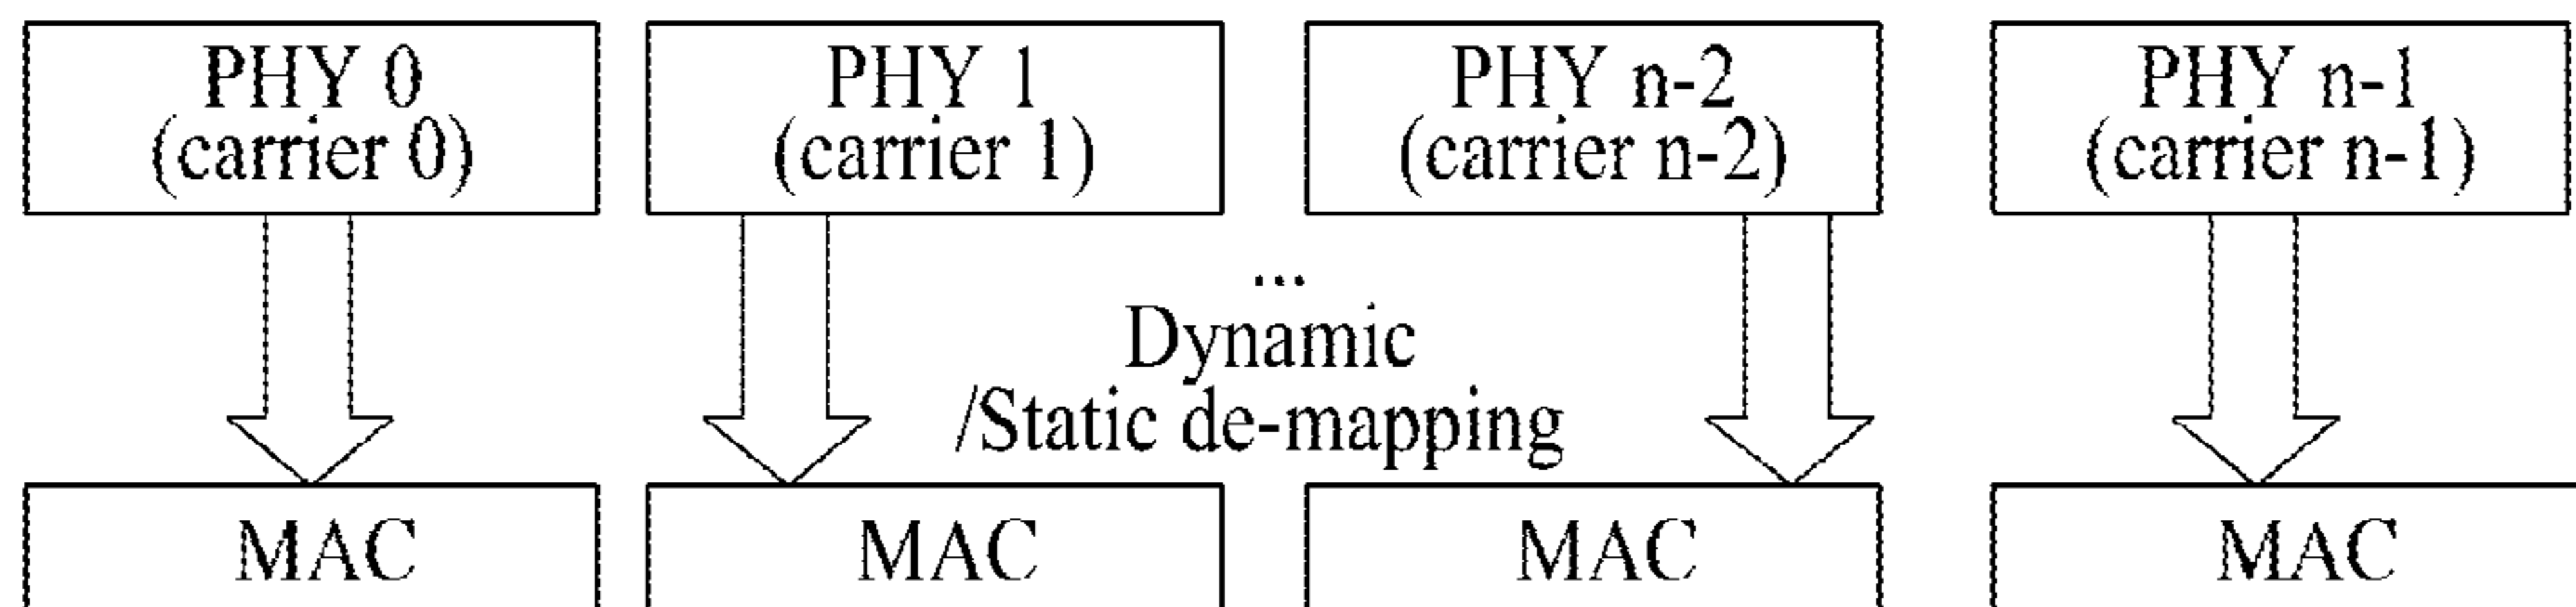 PHY 0
(carrier 0)
PHY 1
(carrier 1)
PHY n-2
(carrier n-2)
PHY n-1
(carrier n-1)
...
Dynamic
/Static de-mapping
MAC
MAC
MAC
MAC